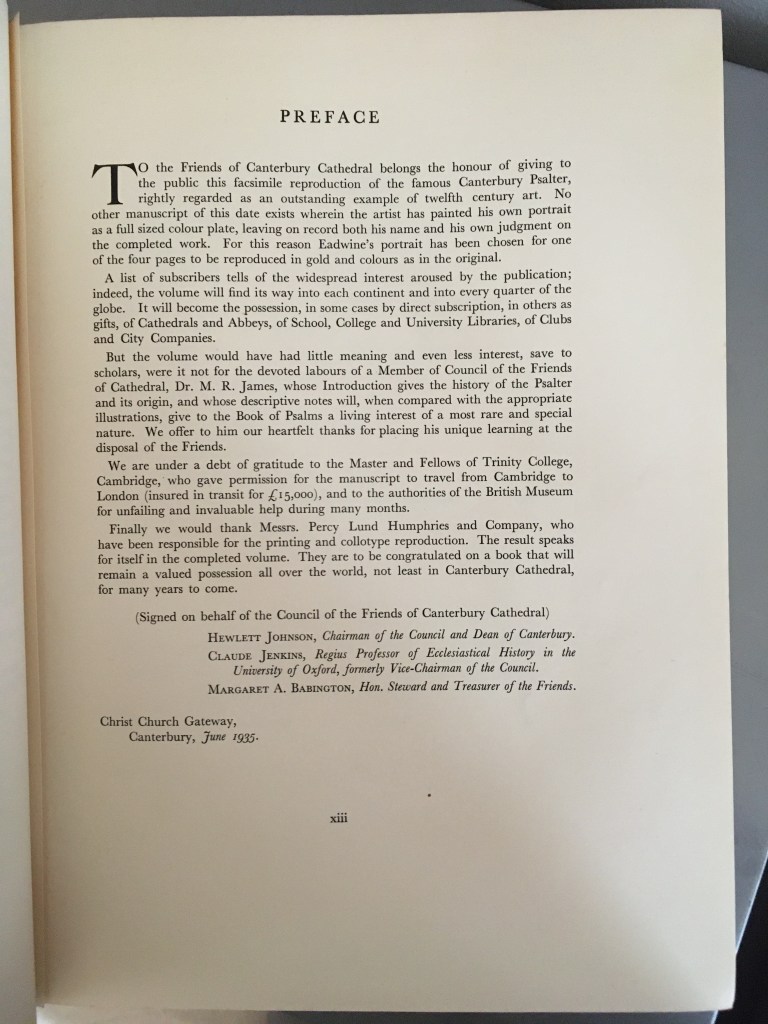 PREFACE
TO the Friends of Canterbury Cathedral belongs the honour of giving to
the public this facsimile reproduction of the famous Canterbury Psalter,
rightly regarded as an outstanding example of twelfth century art. No
other manuscript of this date exists wherein the artist has painted his own portrait
as a full sized colour plate, leaving on record both his name and his own judgment on
the completed work. For this reason Eadwine's portrait has been chosen for one
of the four pages to be reproduced in gold and colours as in the original.
A list of subscribers tells of the widespread interest aroused by the publication;
indeed, the volume will find its way into each continent and into every quarter of the
globe. It will become the possession, in some cases by direct subscription, in others as
gifts, of Cathedrals and Abbeys, of School, College and University Libraries, of Clubs
and City Companies.
But the volume would have had little meaning and even less interest, save to
scholars, were it not for the devoted labours of a Member of Council of the Friends
of Cathedral, Dr. M. R. James, whose Introduction gives the history of the Psalter
and its origin, and whose descriptive notes will, when compared with the appropriate
illustrations, give to the Book of Psalms a living interest of a most rare and special
nature. We offer to him our heartfelt thanks for placing his unique learning at the
disposal of the Friends.
We are under a debt of gratitude to the Master and Fellows of Trinity College,
Cambridge, who gave permission for the manuscript to travel from Cambridge to
London (insured in transit for £15,000), and to the authorities of the British Museum
for unfailing and invaluable help during many months.
Finally we would thank Messrs. Percy Lund Humphries and Company, who
have been responsible for the printing and collotype reproduction. The result speaks
for itself in the completed volume. They are to be congratulated on a book that will
remain a valued possession all over the world, not least in Canterbury Cathedral,
for many years to come.
(Signed on behalf of the Council of the Friends of Canterbury Cathedral)
HEWLETT JOHNSON, Chairman of the Council and Dean of Canterbury.
CLAUDE JENKINS, Regius Professor of Ecclesiastical History in the
University of Oxford, formerly Vice-Chairman of the Council.
MARGARET A. BABINGTON, Hon. Steward and Treasurer of the Friends.
Christ Church Gateway,
Canterbury, June 1935.
xiii